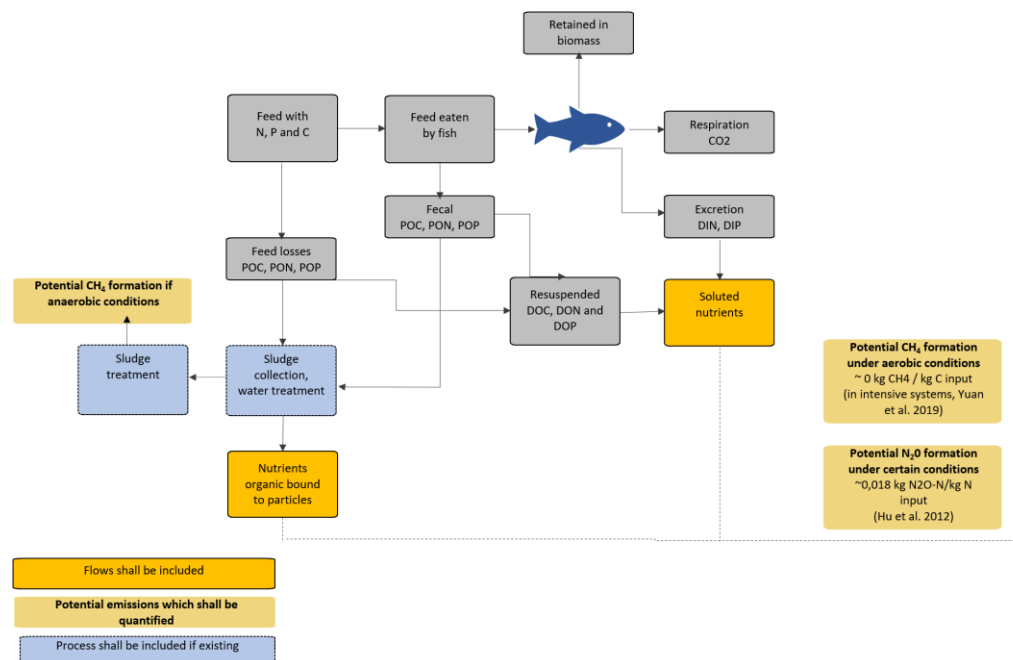 Retained in
biomass
Feed with
N, P and C
Feed eaten
by fish
Respiration
CO2
Fecal
POC, PON, POP
Excretion
DIN, DIP
Feed losses
POC, PON, POP
Potential CH₄ formation if
anaerobic conditions
Resuspended
DOC, DON and
DOP
Soluted
nutrients
Sludge
treatment
Sludge
collection,
water treatment
Potential CH₄ formation
under aerobic conditions
~ 0 kg CH4 / kg C input
(in intensive systems, Yuan
et al. 2019)
Nutrients
organic bound
to particles
Potential N₂0 formation
under certain conditions
~0,018 kg N2O-N/kg N
input
(Hu et al. 2012)
Flows shall be included
Potential emissions which shall be
quantified
Process shall be included if existing